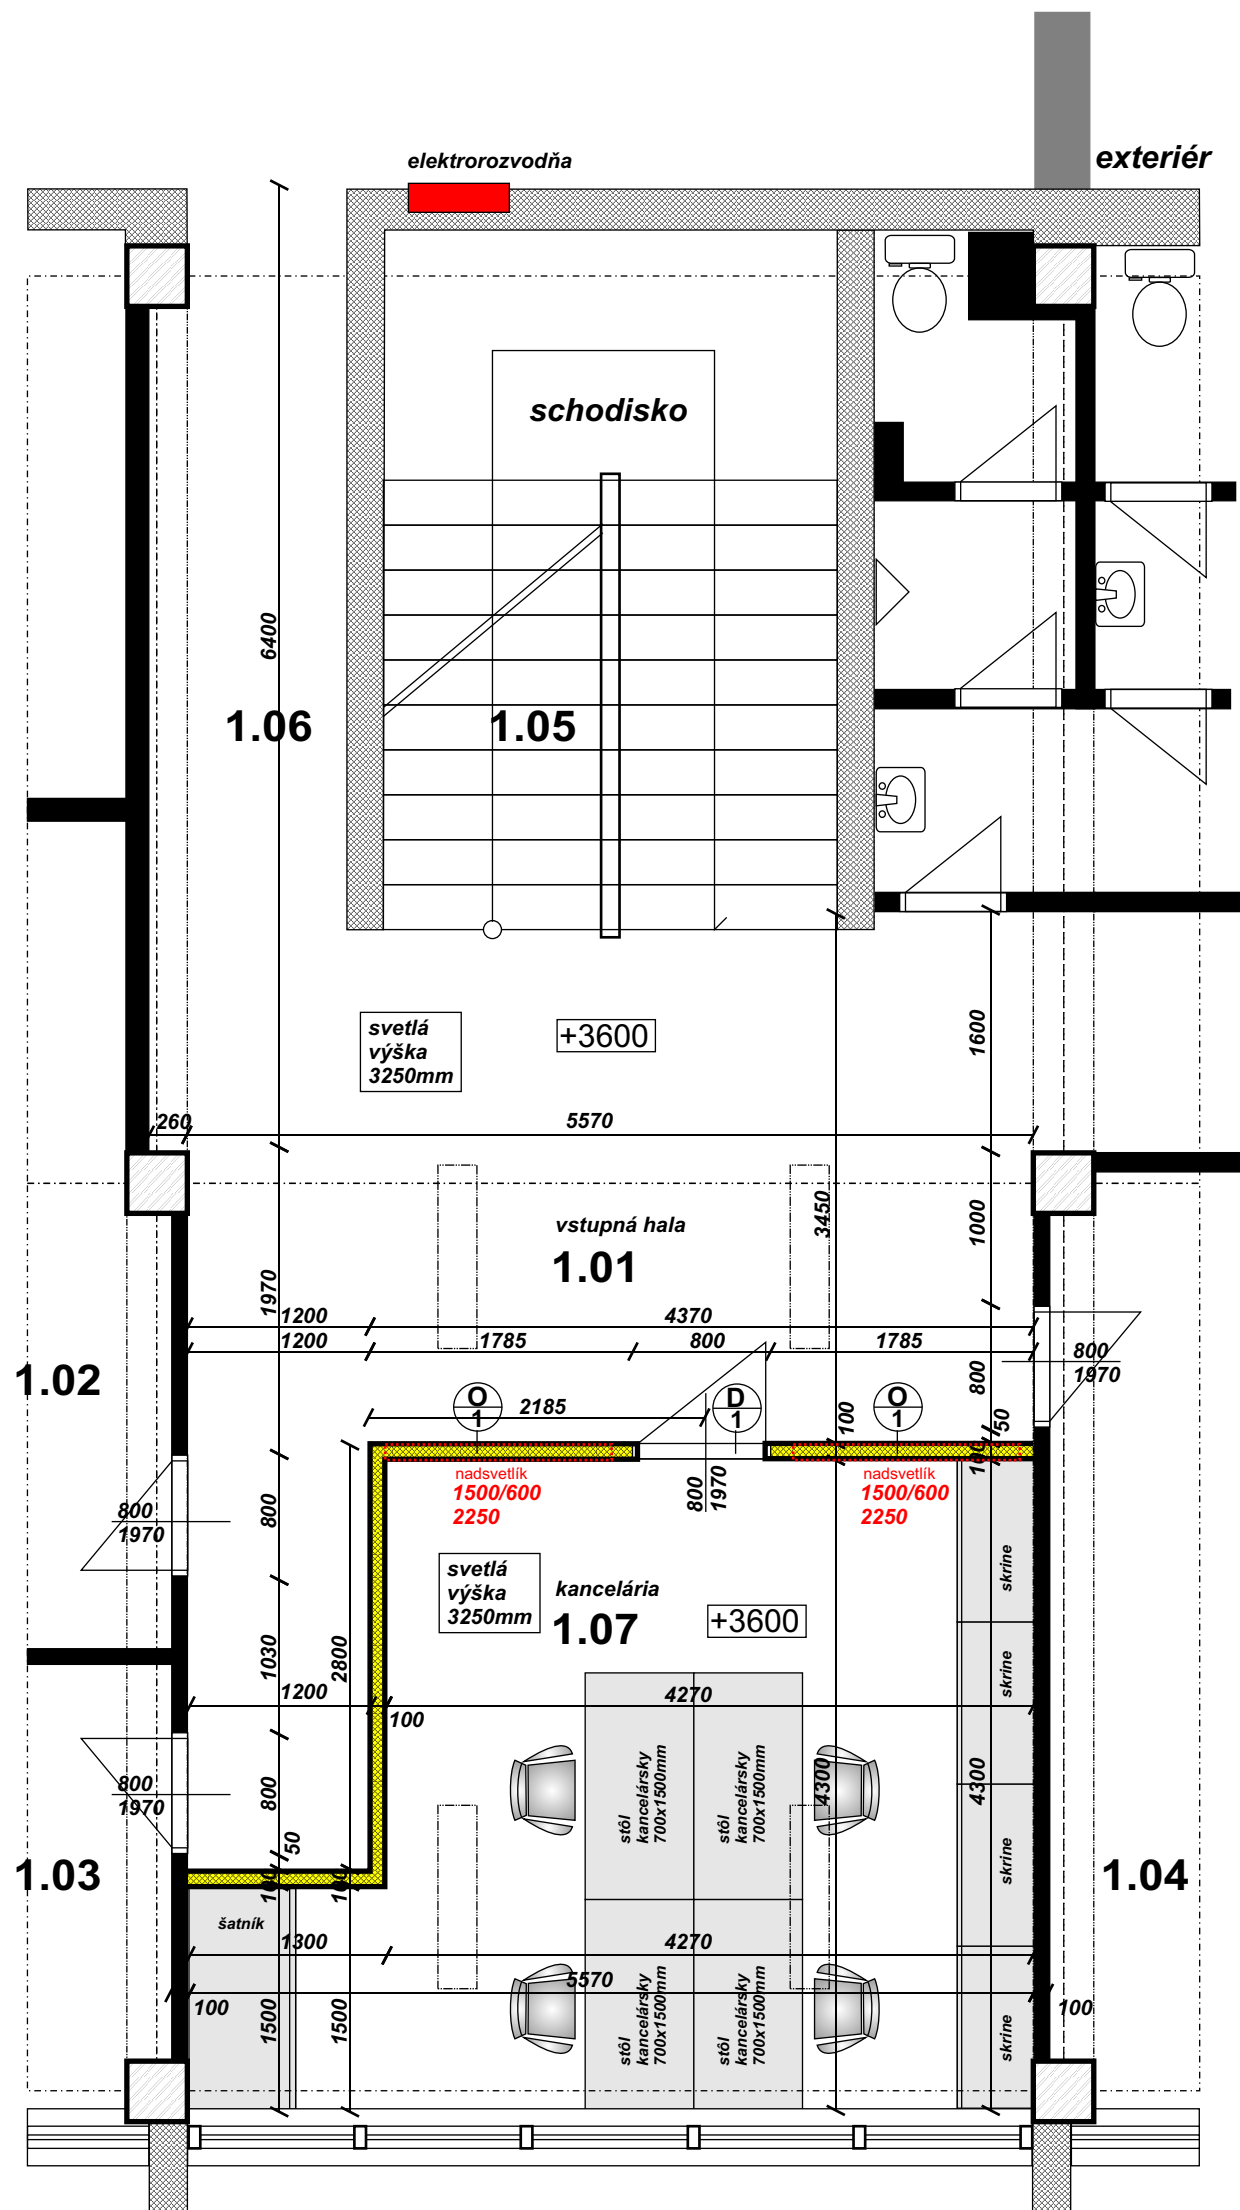 elektrorozvodňa
exteriér
schodisko
6400
1.06
1.05
svetlá
výška
3250mm
+3600
1600
260
5570
vstupná hala
1.01
3450
1000
1970
1200
4370
1200
1785
800
1785
800
1970
1.02
O
1
2185
D
1
O
1
800
100
50
100
nadsvetlík
1500/600
2250
800
1970
nadsvetlík
1500/600
2250
800
1970
800
svetlá
výška
3250mm
kancelária
1.07
+3600
skrine
1030
2800
1200
100
4270
skrine
800
1970
800
50
stôl
kancelársky
700x1500mm
stôl
kancelársky
700x1500mm
4300
4300
1.03
100
100
skrine
1.04
šatník
1300
4270
5570
100
1500
1500
stôl
kancelársky
700x1500mm
stôl
kancelársky
700x1500mm
skrine
100